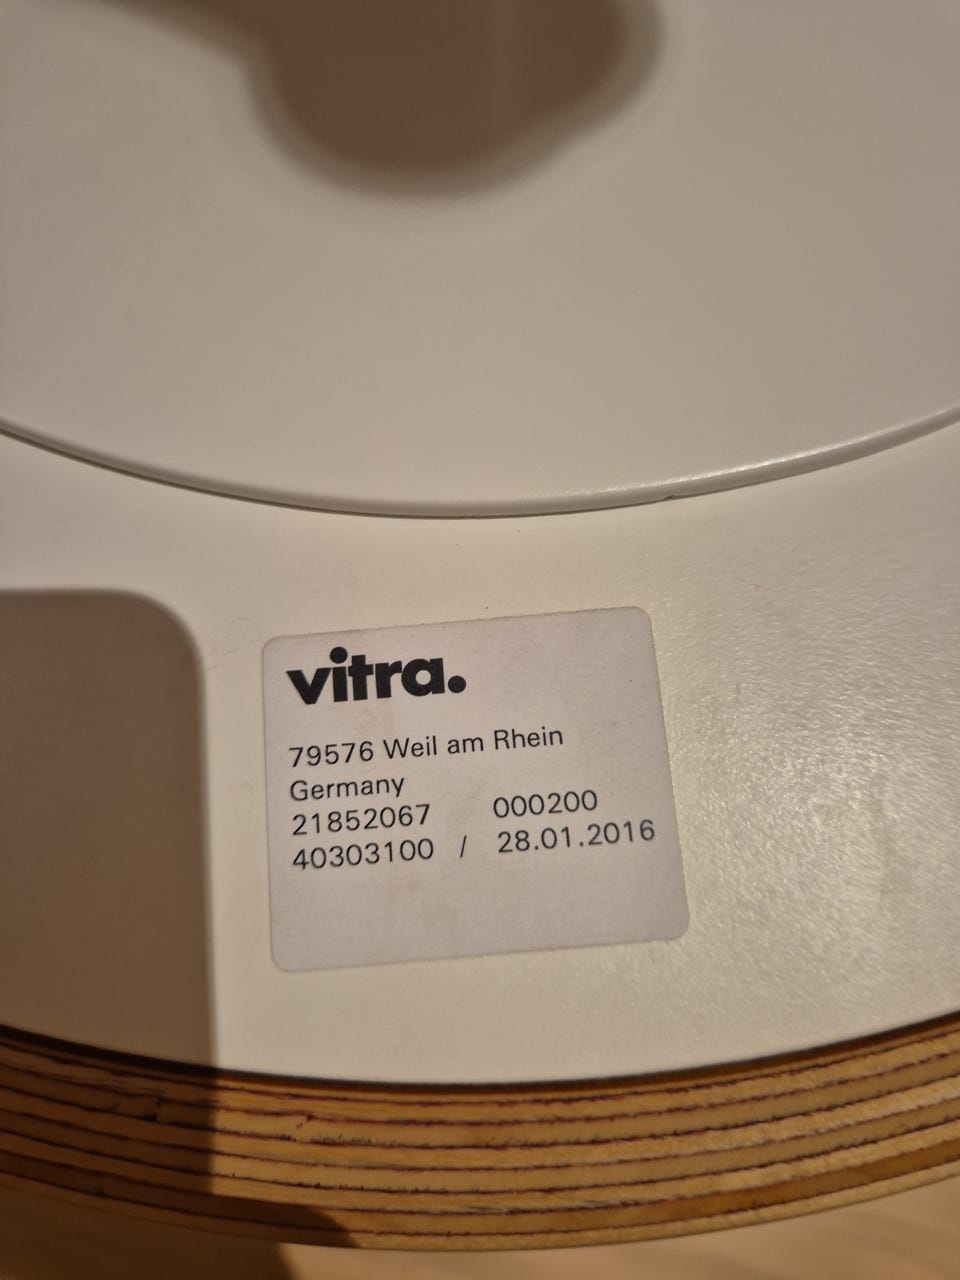 vitra.
79576 Weil am Rhein
Germany
21852067 000200
40303100 / 28.01.2016